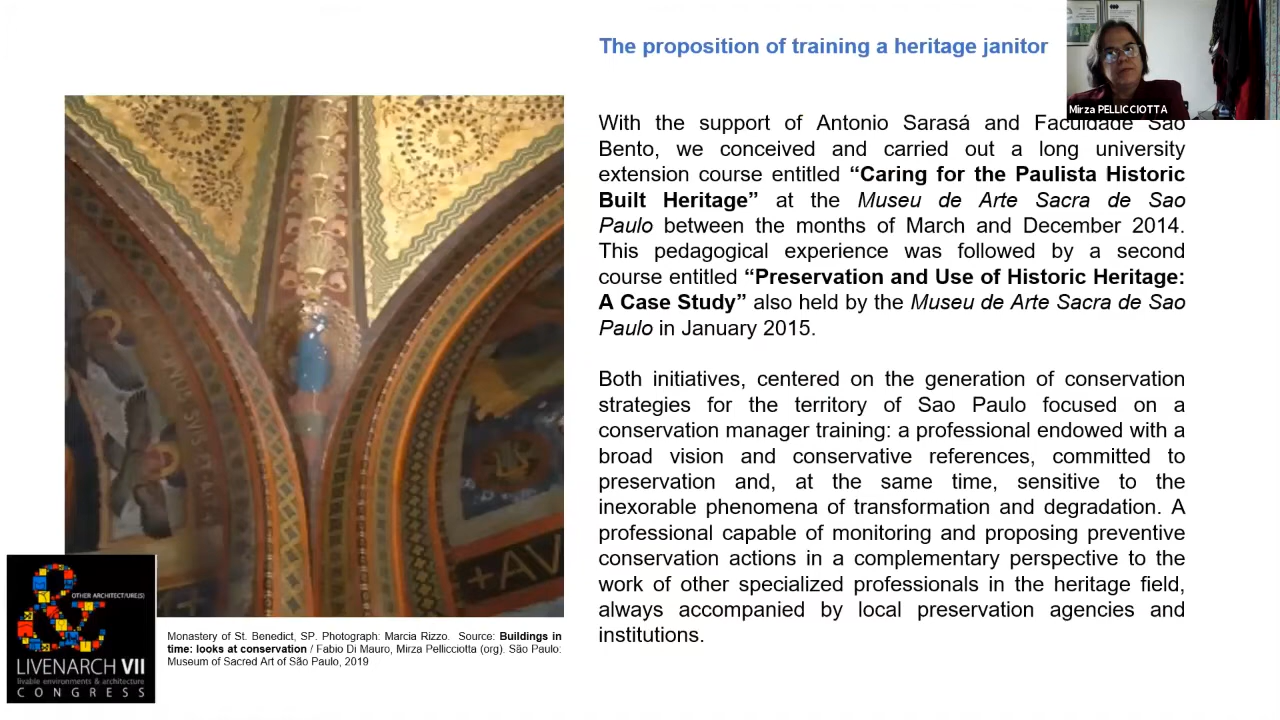 The proposition of training a heritage janitor
Mirza PELLICCIOTTA
With the support of Antonio Sarasá and Faculdade São
Bento, we conceived and carried out a long university
extension course entitled “Caring for the Paulista Historic
Built Heritage” at the Museu de Arte Sacra de Sao
Paulo between the months of March and December 2014.
This pedagogical experience was followed by a second
course entitled “Preservation and Use of Historic Heritage:
A Case Study” also held by the Museu de Arte Sacra de Sao
Paulo in January 2015.
Both initiatives, centered on the generation of conservation
strategies for the territory of Sao Paulo focused on a
conservation manager training: a professional endowed with a
broad vision and conservative references, committed to
preservation and, at the same time, sensitive to the
inexorable phenomena of transformation and degradation. A
professional capable of monitoring and proposing preventive
conservation actions in a complementary perspective to the
work of other specialized professionals in the heritage field,
always accompanied by local preservation agencies and
institutions.
+AV
&
OTHER ARCHITECT/URE(S)
LIVENARCH VII
livable environments & architecture
CONGRESS
Monastery of St. Benedict, SP. Photograph: Marcia Rizzo. Source: Buildings in
time: looks at conservation / Fabio Di Mauro, Mirza Pellicciotta (org). São Paulo:
Museum of Sacred Art of São Paulo, 2019